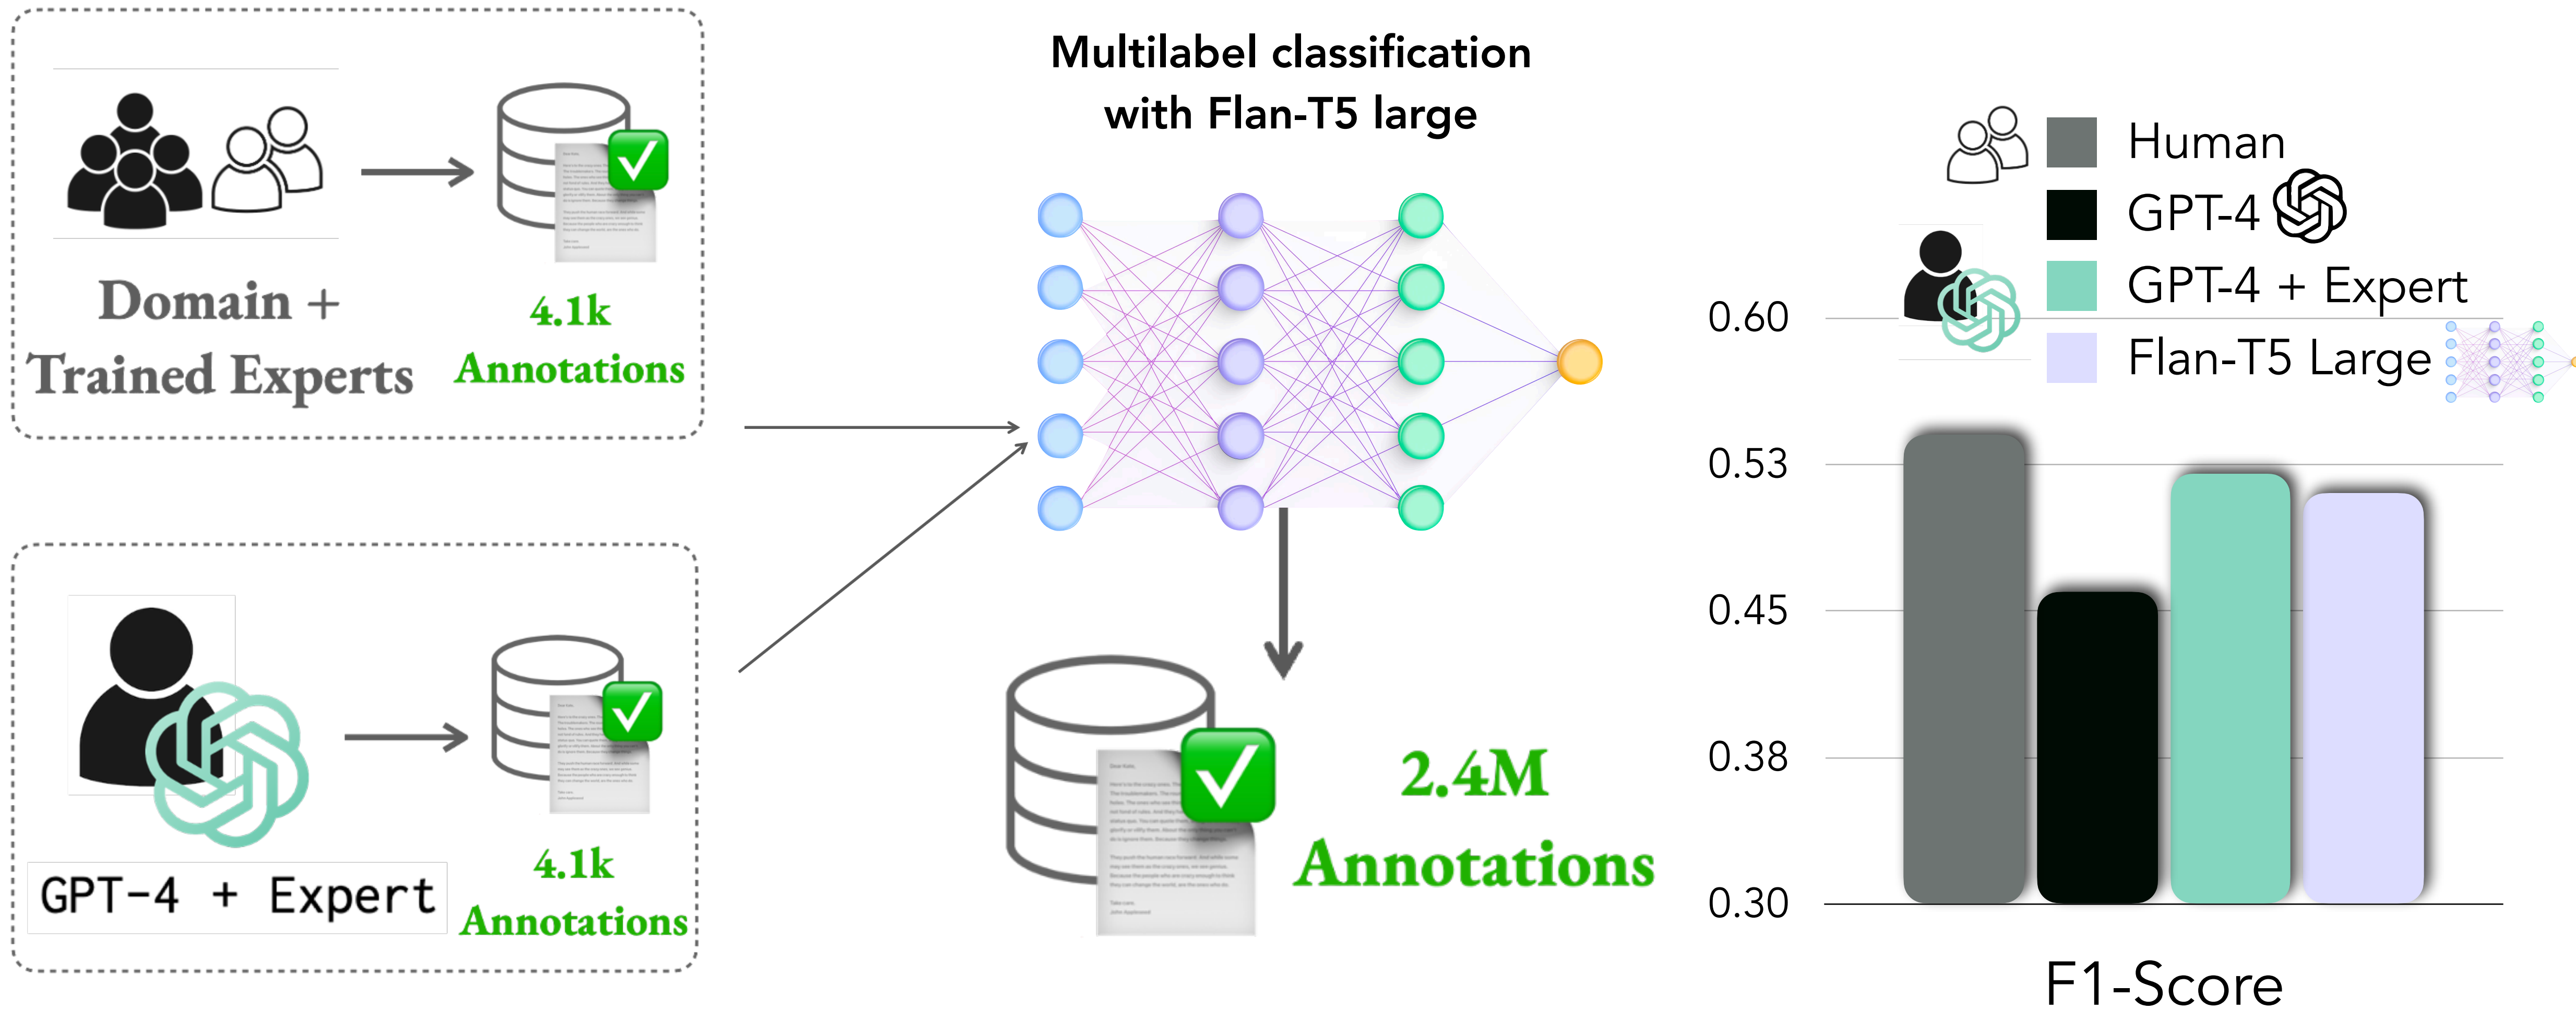 Domain +
Trained Experts
4.1k
Annotations
GPT-4 + Expert
4.1k
Annotations
Multilabel classification
with Flan-T5 large
2.4M
Annotations
Human
GPT-4
GPT-4 + Expert
Flan-T5 Large
0.60
0.53
0.45
0.38
0.30
F1-Score